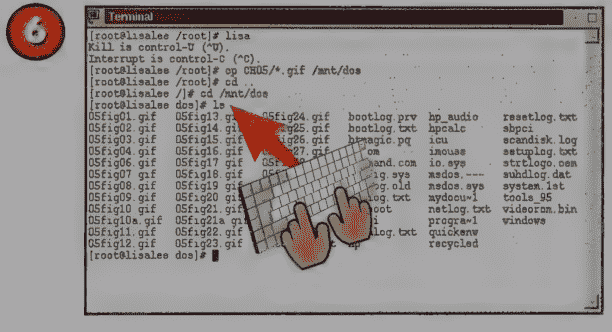 6
Terminal
[root@lisalee /root]# lisa
Kill is control-U (^U).
Interrupt is control-C (^C).
[root@lisalee /root]# cp CH05/*.gif /mnt/dos
[root@lisalee /root]# cd ..
[root@lisalee /]# cd /mnt/dos
[root@lisalee dos]# ls
05fig01.gif 05fig13.gif 05fig24.gif bootlog.prv hp_audio resetlog.txt
05fig02.gif 05fig14.gif 05fig25.gif bootlog.txt hpcalc sbpci
05fig03.gif 05fig15.gif icu scandisk.log
05fig04.gif 05fig16.gif imouse setuplog.txt
05fig06.gif 05fig17.gif io.sys strtlogo.oem
05fig07.gif 05fig18.gif msdos.--- suhdlog.dat
05fig08.gif 05fig19.gif msdos.sys system.1st
05fig09.gif 05fig20.gif mydocu~1 tools_95
05fig10.gif 05fig21.gif netlog.txt videorom.bin
05fig10a.gif 05fig21a.gif progra~1 windows
05fig11.gif 05fig22.gif quickenw
05fig12.gif 05fig23.gif recycled
[root@lisalee dos]#